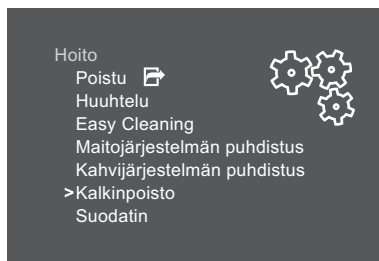 Hoito
Poistu
Huuhtelu
Easy Cleaning
Maitojärjestelmän puhdistus
Kahvijärjestelmän puhdistus
>Kalkinpoisto
Suodatin